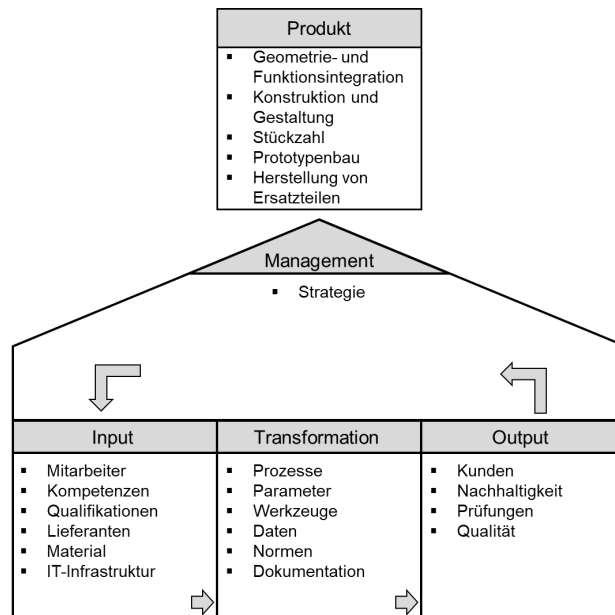 Produkt
▪ Geometrie- und
Funktionsintegration
▪ Konstruktion und
Gestaltung
▪ Stückzahl
▪ Prototypenbau
▪ Herstellung von
Ersatzteilen
Management
▪ Strategie
Input
▪ Mitarbeiter
▪ Kompetenzen
▪ Qualifikationen
▪ Lieferanten
▪ Material
▪ IT-Infrastruktur
Transformation
▪ Prozesse
▪ Parameter
▪ Werkzeuge
▪ Daten
▪ Normen
▪ Dokumentation
Output
▪ Kunden
▪ Nachhaltigkeit
▪ Prüfungen
▪ Qualität